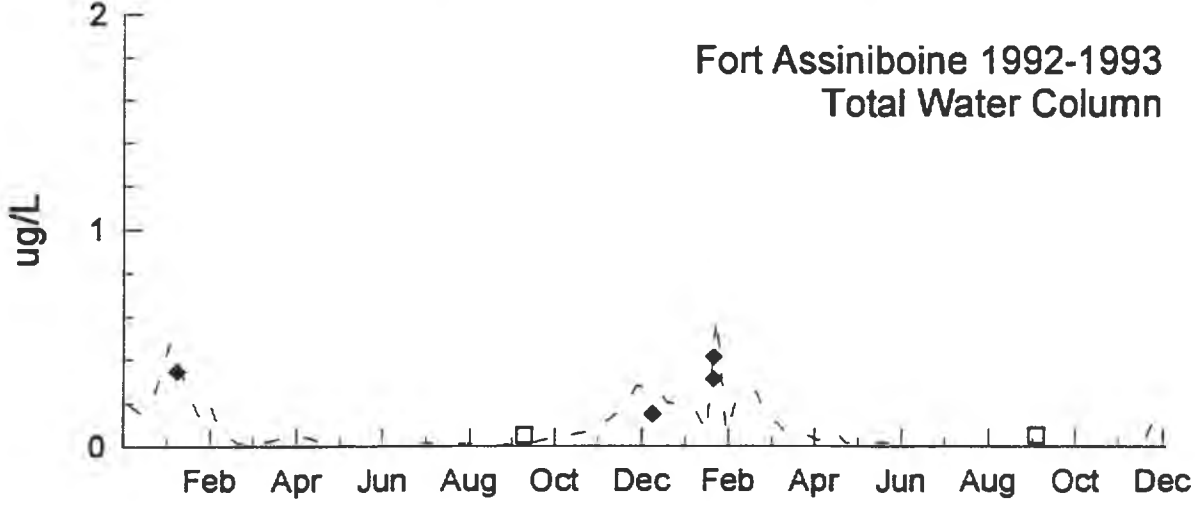 2
Fort Assiniboine 1992-1993
Total Water Column
ug/L
1
0
Feb Apr Jun Aug Oct Dec Feb Apr Jun Aug Oct Dec